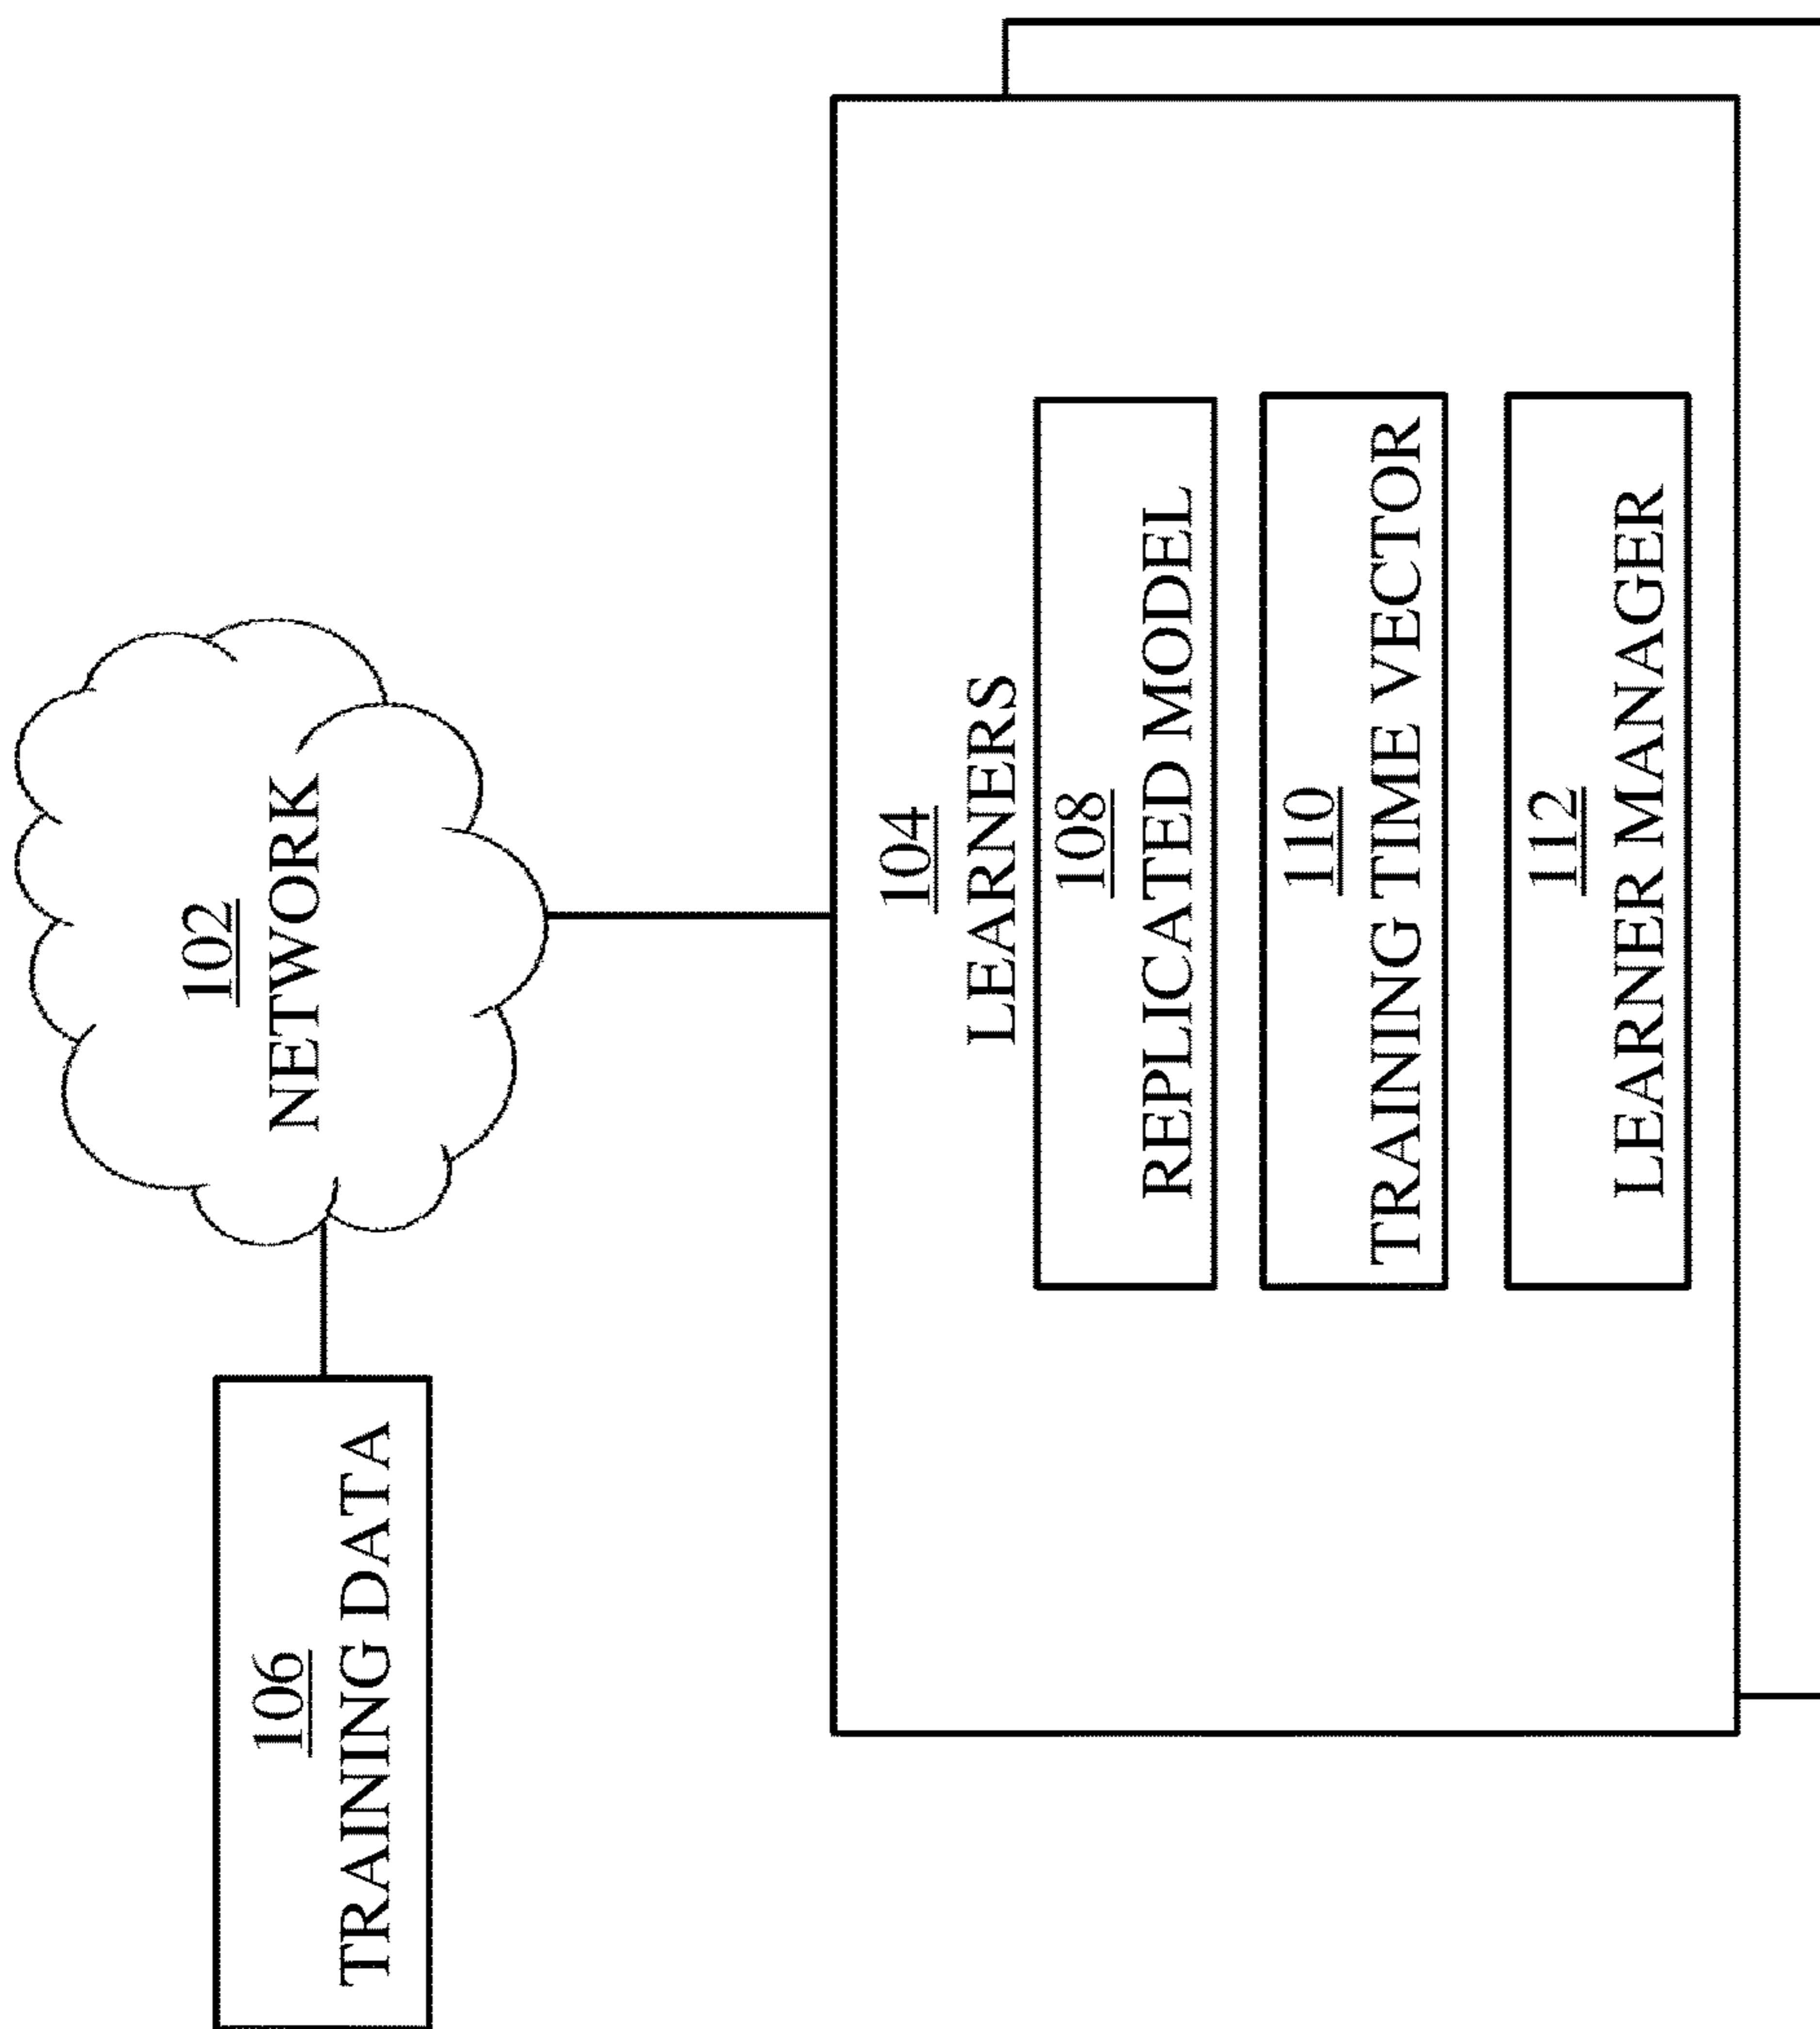 106
TRAINING DATA
102
NETWORK
104
LEARNERS
108
REPLICATED MODEL
110
TRAINING TIME VECTOR
112
LEARNER MANAGER